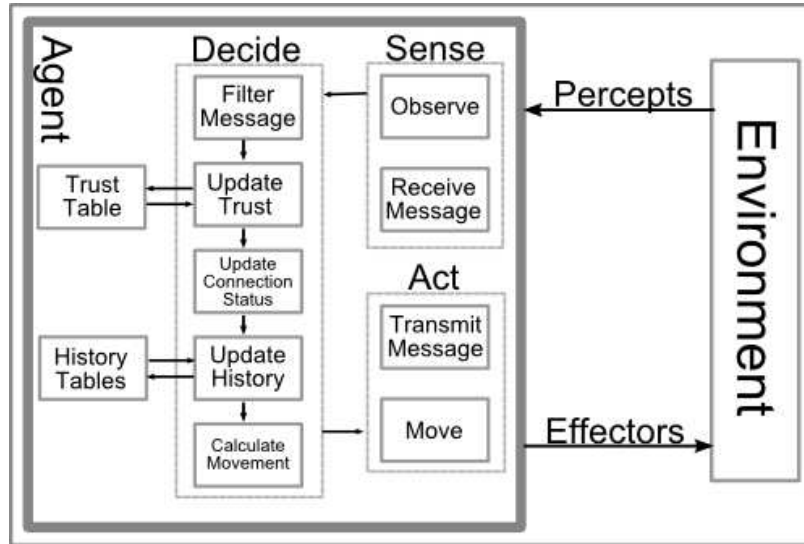 Agent
Decide
Filter
Message
Update
Trust
Update
Connection
Status
Update
History
Calculate
Movement
Trust
Table
History
Tables
Sense
Observe
Receive
Message
Act
Transmit
Message
Move
Percepts
Effectors
Environment